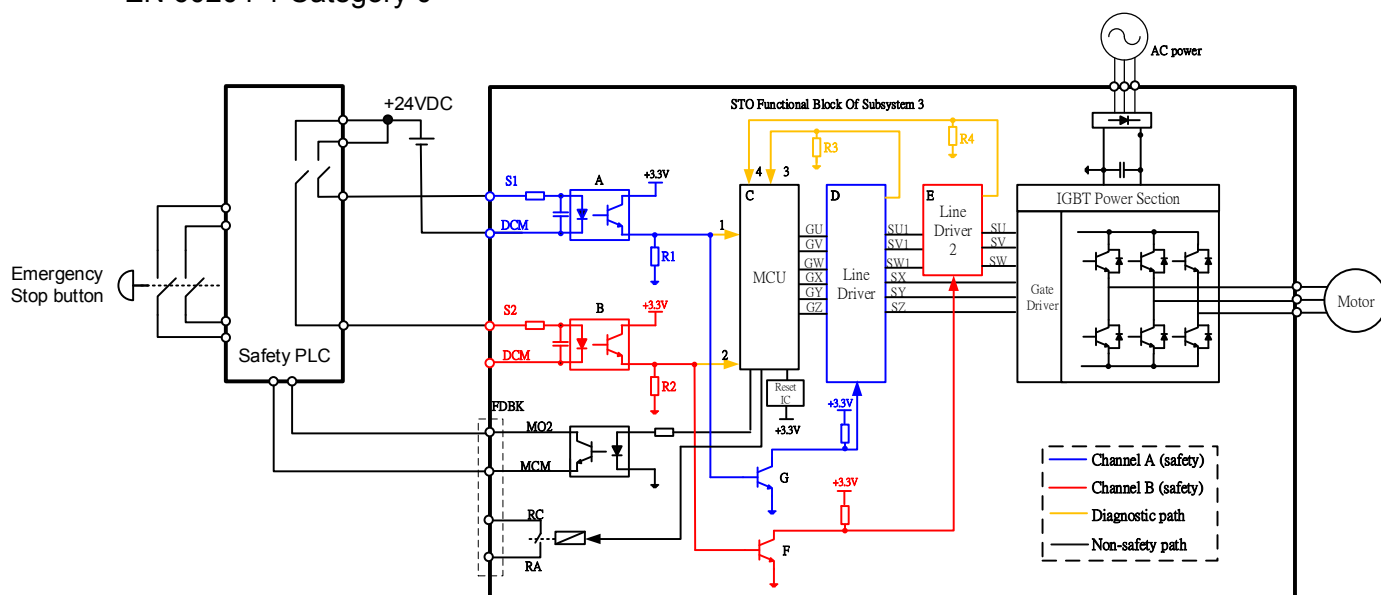 AC power
+24VDC
STO Functional Block Of Subsystem 3
R3
R4
S1
A
+3.3V
4
3
C
D
E
IGBT Power Section
DCM
1
GU
GV
GW
GX
GY
GZ
SU1
SV1
SW1
SX
SY
SZ
Line
Driver
2
SU
SV
SW
R1
MCU
Line
Driver
Gate
Driver
Emergency
Stop button
Motor
S2
B
+3.3V
Safety PLC
DCM
2
R2
Reset
IC
+3.3V
+3.3V
FDBK
MO2
MCM
G
+3.3V
RC
RA
F
Channel A (safety)
Channel B (safety)
Diagnostic path
Non-safety path